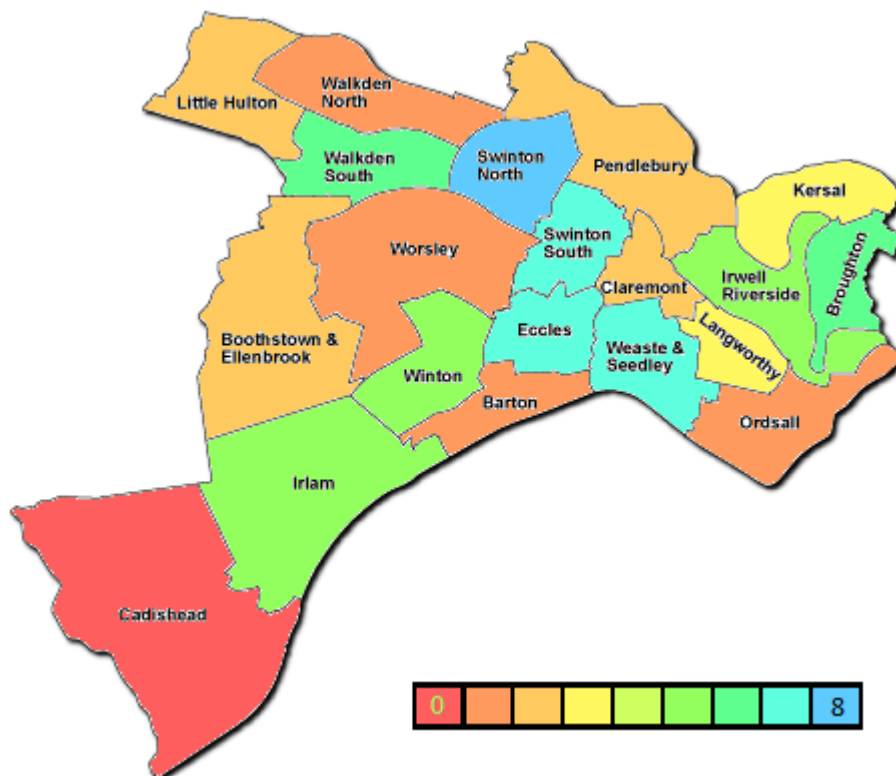 Little Hulton
Walkden
North
Walkden
South
Swinton
North
Pendlebury
Kersal
Worsley
Swinton
South
Claremont
Irwell
Riverside
Broughton
Boothstown &
Ellenbrook
Eccles
Langworthy
Weaste &
Seedley
Winton
Barton
Ordsall
Irlam
Cadishead
0
8